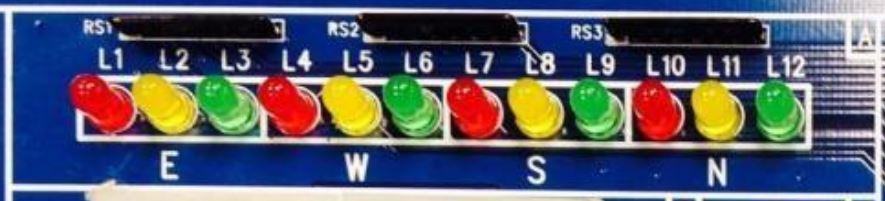 RS1 RS2 RS3
L1 L2 L3 L4 L5 L6 L7 L8 L9 L10 L11 L12 A
E W S N